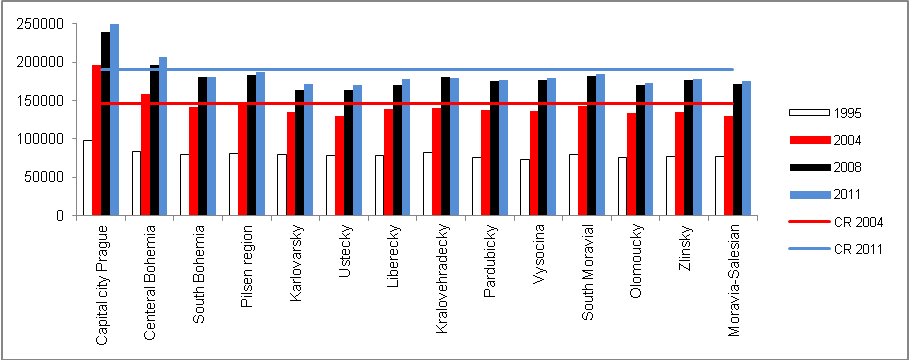 250000
200000
150000
100000
50000
0
Capital city Prague
Centeral Bohemia
South Bohemia
Pilsen region
Karlovarsky
Ustecky
Liberecky
Kralovehradecky
Pardubicky
Vysocina
South Moravial
Olomoucky
Zlinsky
Moravia-Salesian
1995
2004
2008
2011
CR 2004
CR 2011